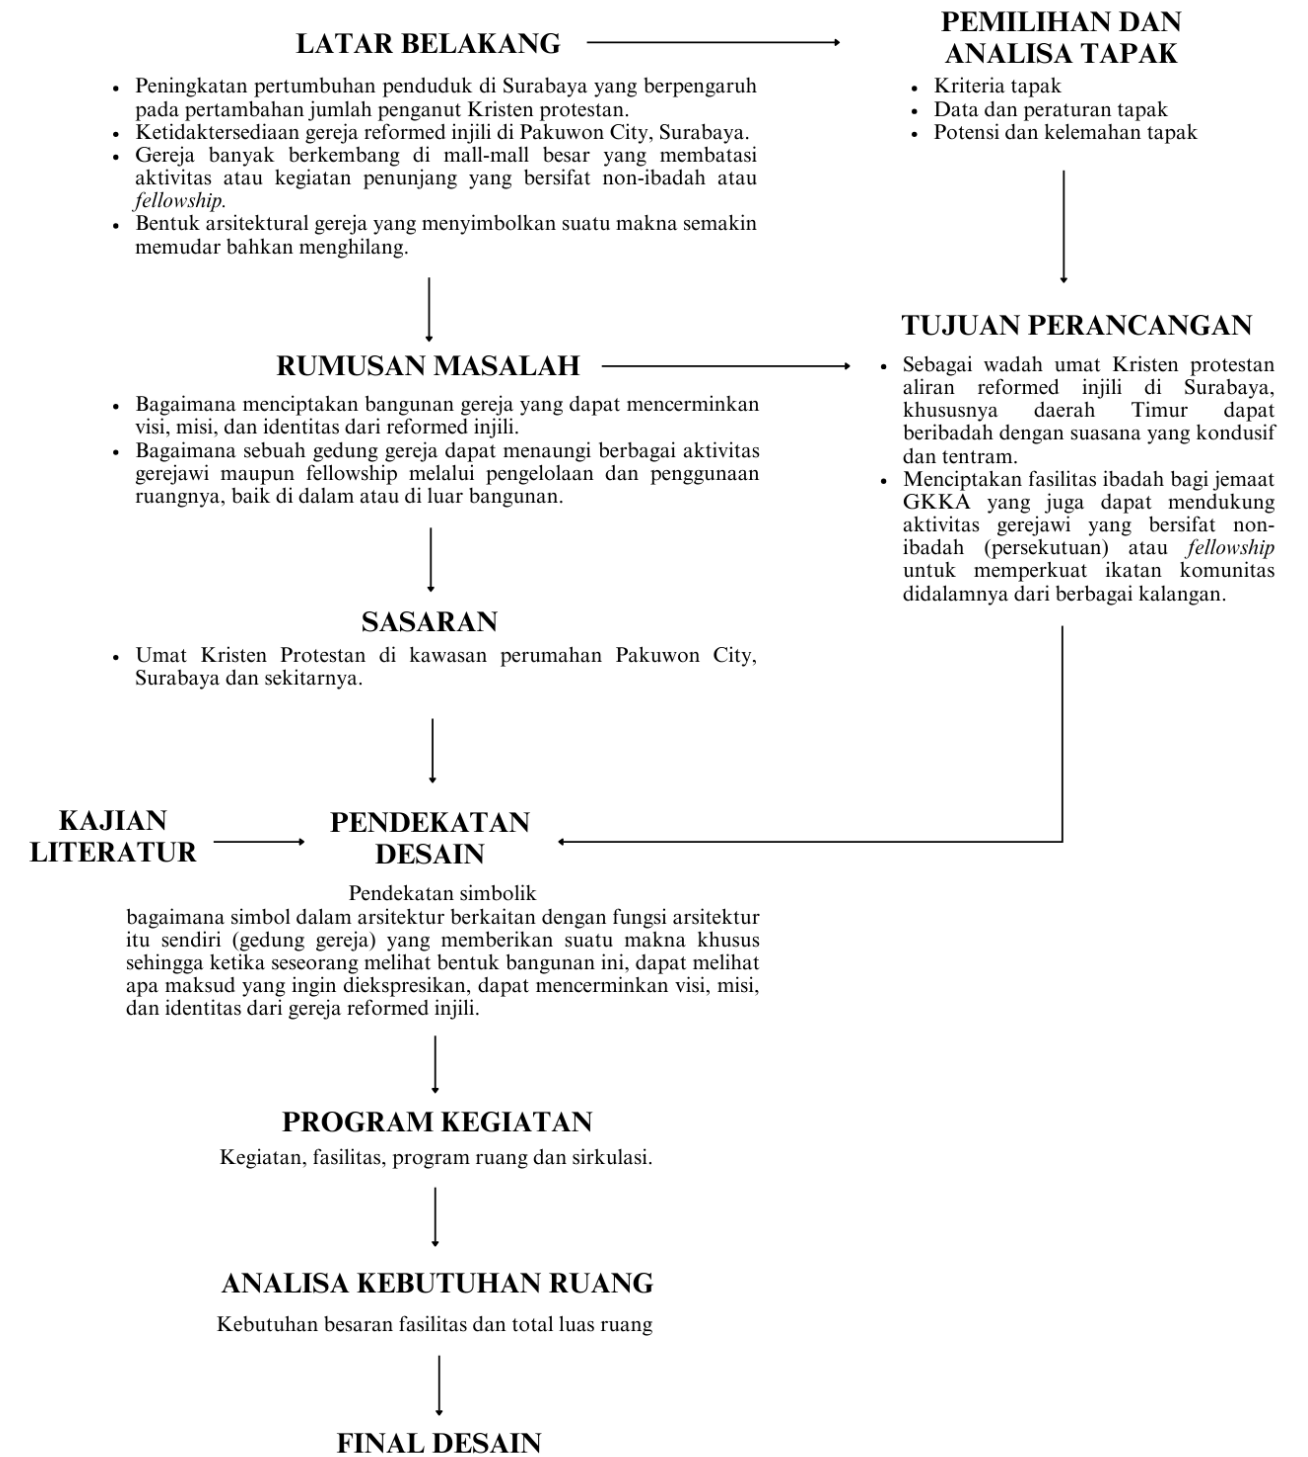 LATAR BELAKANG
• Peningkatan pertumbuhan penduduk di Surabaya yang berpengaruh
pada pertambahan jumlah penganut Kristen protestan.
• Ketidaktersediaan gereja reformed injili di Pakuwon City, Surabaya.
• Gereja banyak berkembang di mall-mall besar yang membatasi
aktivitas atau kegiatan penunjang yang bersifat non-ibadah atau
fellowship.
• Bentuk arsitektural gereja yang menyimbolkan suatu makna semakin
memudar bahkan menghilang.
PEMILIHAN DAN
ANALISA TAPAK
• Kriteria tapak
• Data dan peraturan tapak
• Potensi dan kelemahan tapak
RUMUSAN MASALAH
• Bagaimana menciptakan bangunan gereja yang dapat mencerminkan
visi, misi, dan identitas dari reformed injili.
• Bagaimana sebuah gedung gereja dapat menaungi berbagai aktivitas
gerejawi maupun fellowship melalui pengelolaan dan penggunaan
ruangnya, baik di dalam atau di luar bangunan.
TUJUAN PERANCANGAN
• Sebagai wadah umat Kristen protestan
aliran reformed injili di Surabaya,
khususnya daerah Timur dapat
beribadah dengan suasana yang kondusif
dan tentram.
• Menciptakan fasilitas ibadah bagi jemaat
GKKA yang juga dapat mendukung
aktivitas gerejawi yang bersifat non-
ibadah (persekutuan) atau fellowship
untuk memperkuat ikatan komunitas
didalamnya dari berbagai kalangan.
SASARAN
• Umat Kristen Protestan di kawasan perumahan Pakuwon City,
Surabaya dan sekitarnya.
KAJIAN
LITERATUR
PENDEKATAN
DESAIN
Pendekatan simbolik
bagaimana simbol dalam arsitektur berkaitan dengan fungsi arsitektur
itu sendiri (gedung gereja) yang memberikan suatu makna khusus
sehingga ketika seseorang melihat bentuk bangunan ini, dapat melihat
apa maksud yang ingin diekspresikan, dapat mencerminkan visi, misi,
dan identitas dari gereja reformed injili.
PROGRAM KEGIATAN
Kegiatan, fasilitas, program ruang dan sirkulasi.
ANALISA KEBUTUHAN RUANG
Kebutuhan besaran fasilitas dan total luas ruang
FINAL DESAIN